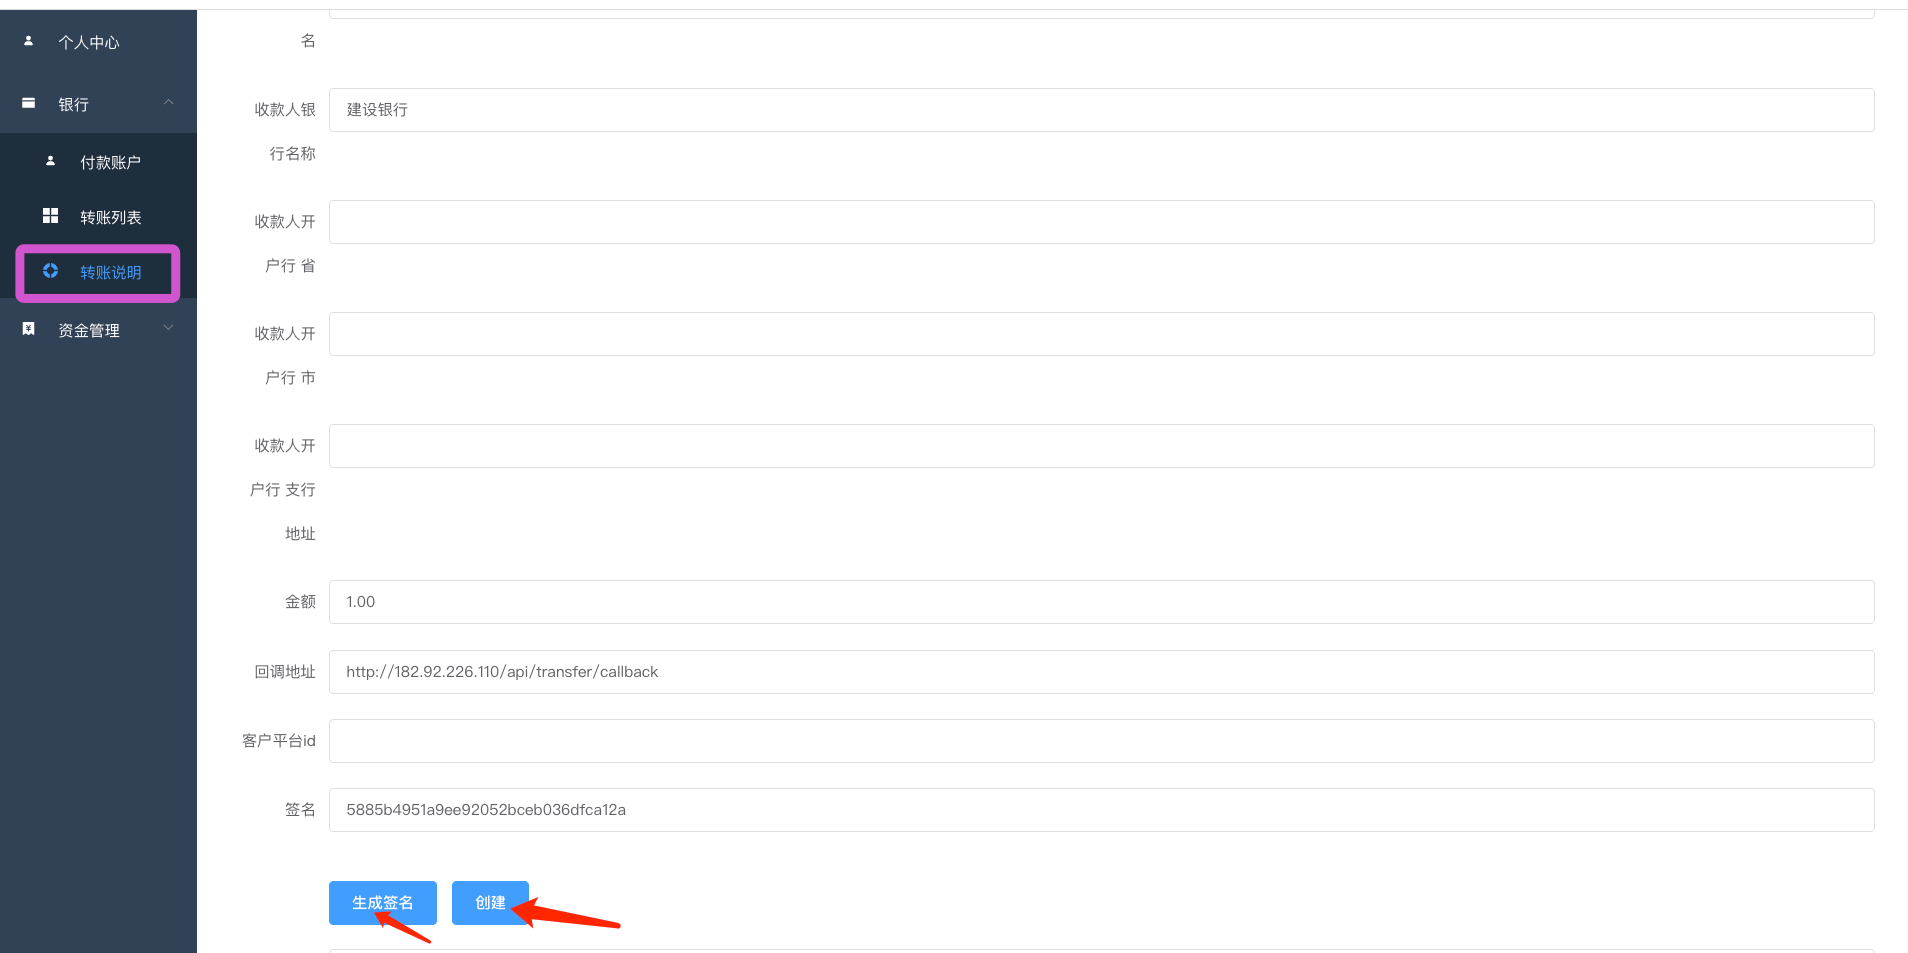 个人中心
银行
付款账户
转账列表
转账说明
资金管理
名
收款人银
行名称
建设银行
收款人开
户行 省
收款人开
户行 市
收款人开
户行 支行
地址
金额
1.00
回调地址
http://182.92.226.110/api/transfer/callback
客户平台id
签名
5885b4951a9ee92052bceb036dfca12a
生成签名
创建